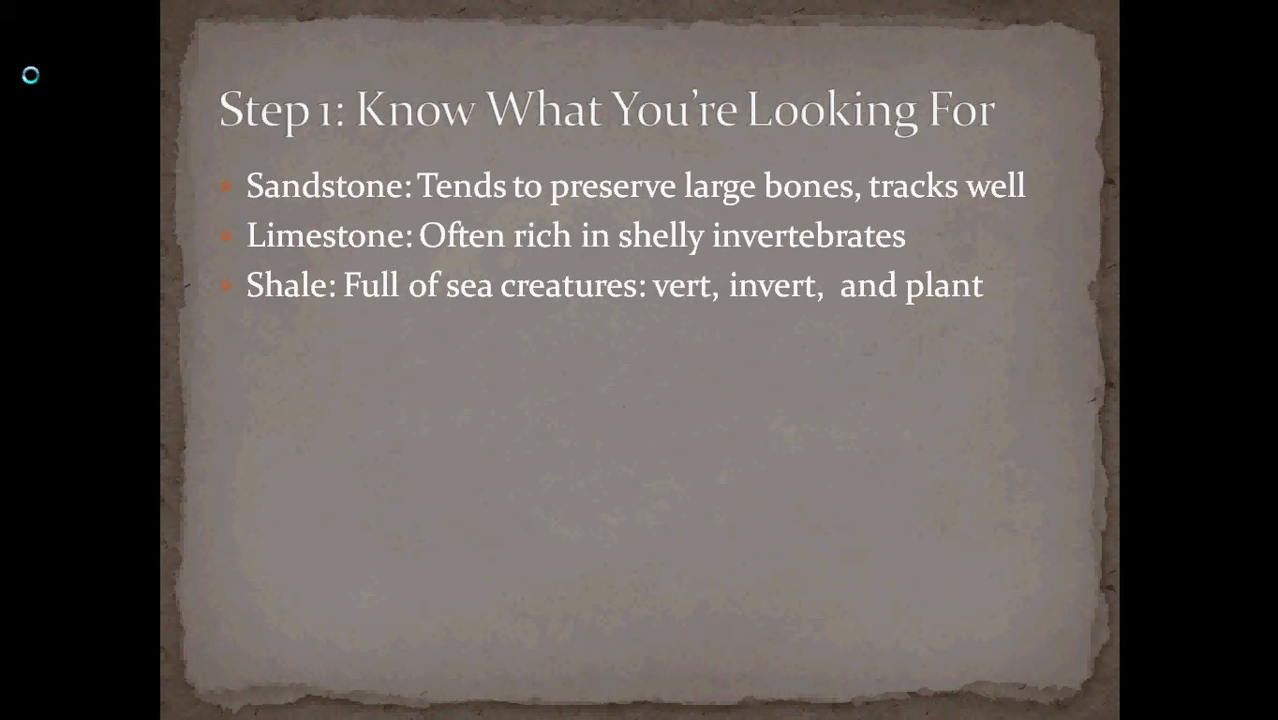 Step 1: Know What You're Looking For
Sandstone: Tends to preserve large bones, tracks well
Limestone: Often rich in shelly invertebrates
Shale: Full of sea creatures: vert, invert,  and plant